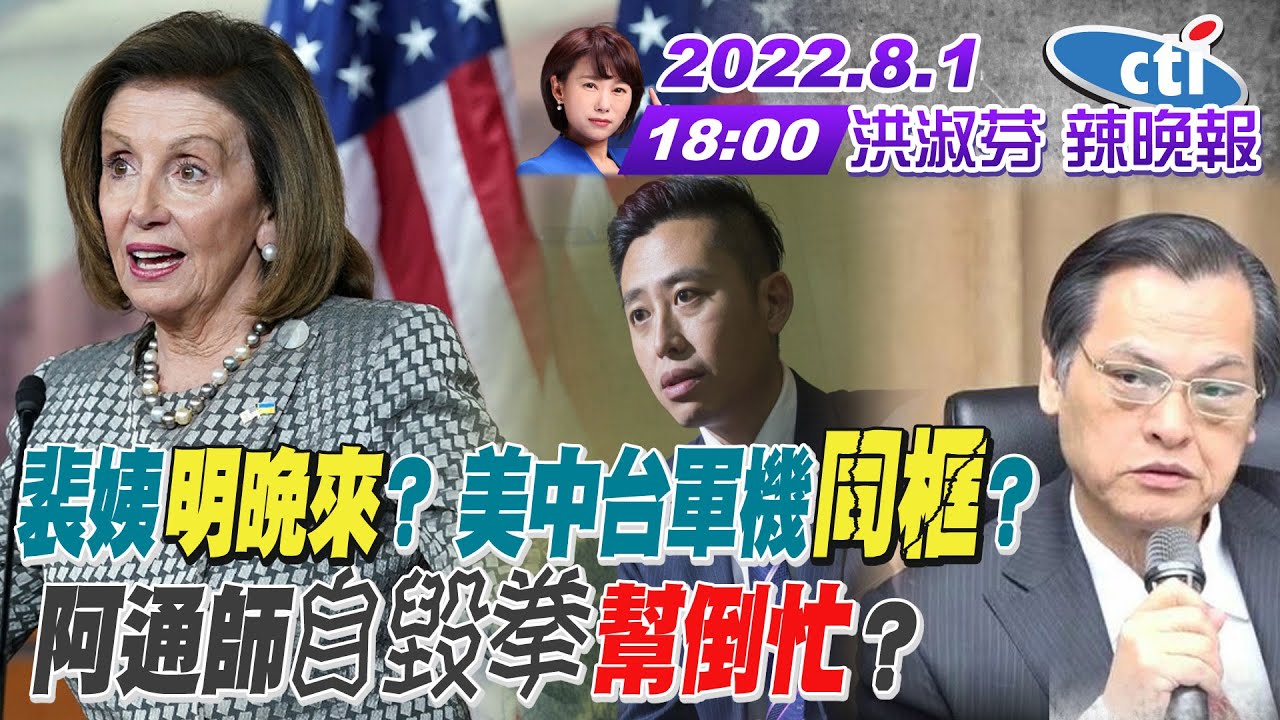 2022.8.1
cti
18:00 洪淑芬 辣晚報
裴姨明晚來? 美中台軍機同框?
阿通師自毀拳幫倒忙?